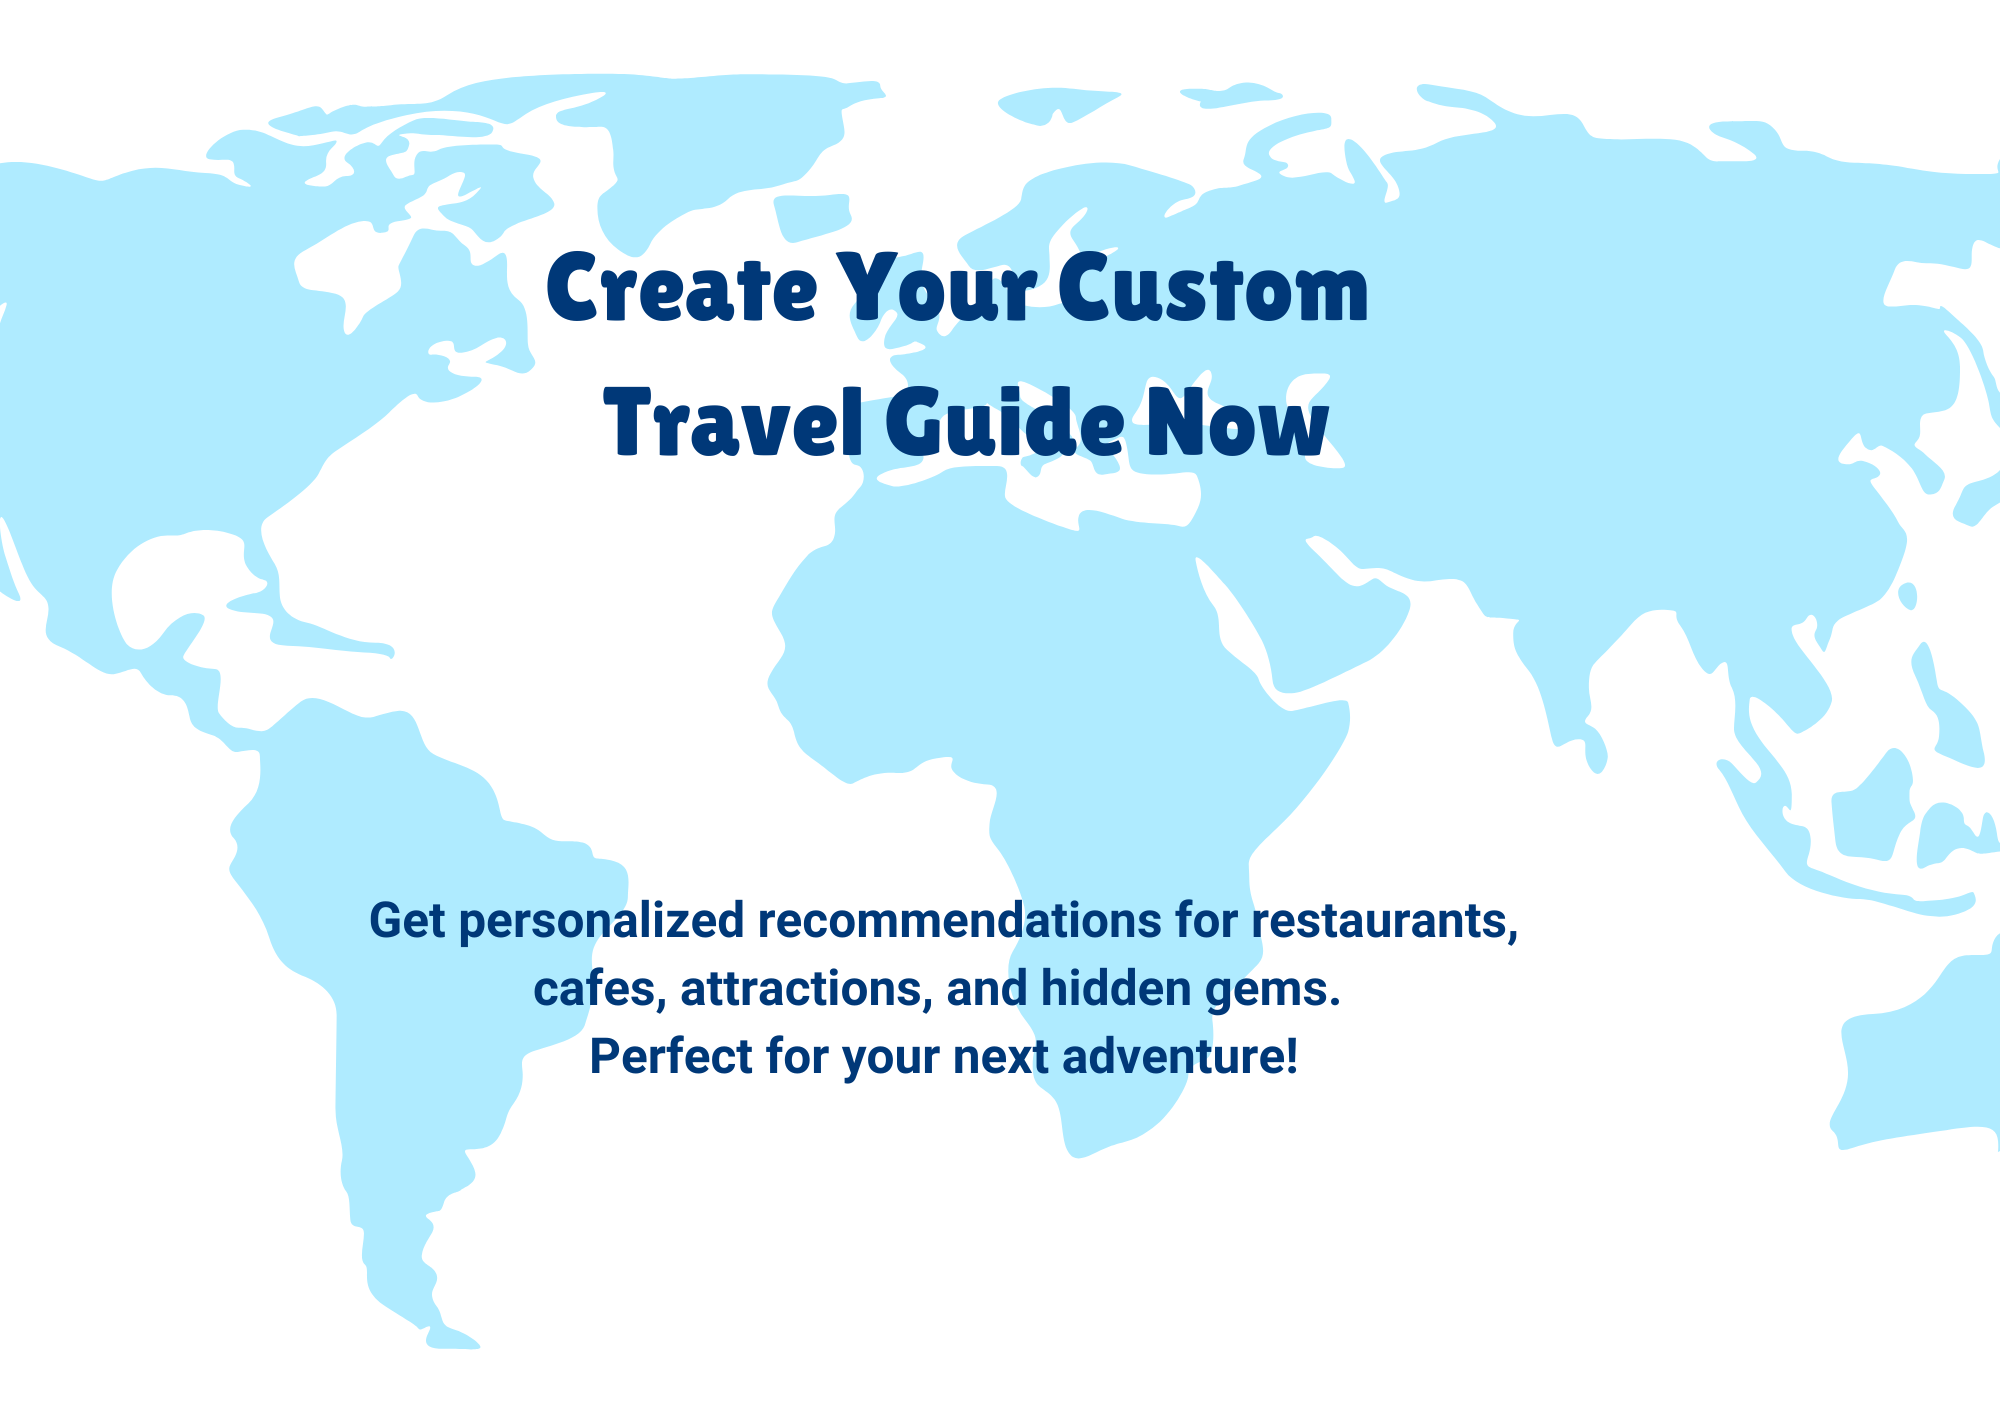 Create Your Custom
Travel Guide Now
Get personalized recommendations for restaurants,
cafes, attractions, and hidden gems.
Perfect for your next adventure!